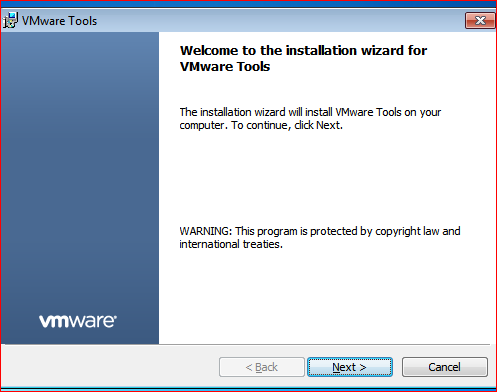 VMware Tools
Welcome to the installation wizard for
VMware Tools
The installation wizard will install VMware Tools on your
computer. To continue, click Next.
WARNING: This program is protected by copyright law and
international treaties.
vmware®
< Back
Next >
Cancel